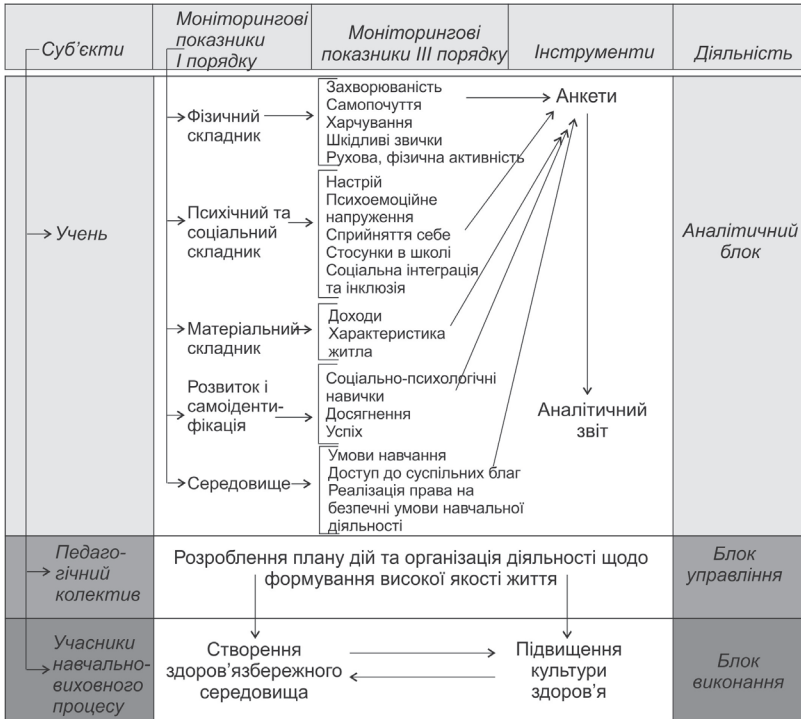 Суб’єкти
Моніторингові
показники
І порядку
Моніторингові
показники ІІІ порядку
Інструменти
Діяльність
Учень
Фізичний
складник
Захворюваність
Самопочуття
Харчування
Шкідливі звички
Рухова, фізична активність
Анкети
Психічний та
соціальний
складник
Настрій
Психоемоційне
напруження
Сприйняття себе
Стосунки в школі
Соціальна інтеграція
та інклюзія
Аналітичний
блок
Матеріальний
складник
Доходи
Характеристика
житла
Розвиток і
самоіденти-
фікація
Соціально-психологічні
навички
Досягнення
Успіх
Аналітичний
звіт
Середовище
Умови навчання
Доступ до суспільних благ
Реалізація права на
безпечні умови навчальної
діяльності
Педаго-
гічний
колектив
Розроблення плану дій та організація діяльності щодо
формування високої якості життя
Блок
управління
Учасники
навчально-
виховного
процесу
Створення
здоров’язбережного
середовища
Підвищення
культури
здоров’я
Блок
виконання